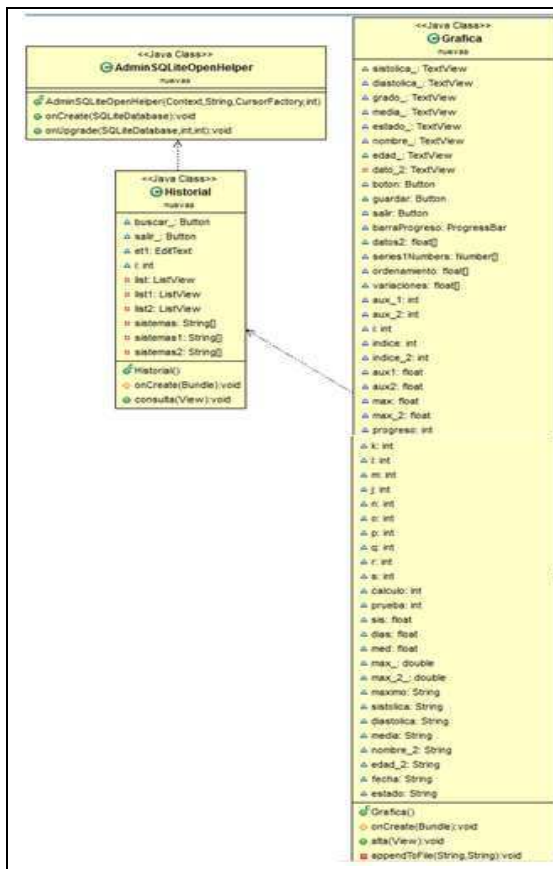 <<Java Class>>
AdminSQLiteOpenHelper
nuevas
AdminSQLiteOpenHelper(Context,String,CursorFactory,int)
onCreate(SQLiteDatabase):void
onUpgrade(SQLiteDatabase,int,int):void
<<Java Class>>
Historial
nuevas
buscar_: Button
salir_: Button
et1: EditText
i: int
list: ListView
list1: ListView
list2: ListView
sistemas: String[]
sistemas1: String[]
sistemas2: String[]
Historial()
onCreate(Bundle):void
consulta(View):void
<<Java Class>>
Grafica
nuevas
sistolica_: TextView
diastolica_: TextView
grado_: TextView
media_: TextView
estado_: TextView
nombre_: TextView
edad_: TextView
dato_2: TextView
boton: Button
guardar: Button
salir: Button
barraProgreso: ProgressBar
datos2: float[]
series1Numbers: Number[]
ordenamiento: float[]
variaciones: float[]
aux_1: int
aux_2: int
i: int
indice: int
indice_2: int
aux1: float
aux2: float
max: float
max_2: float
progreso: int
k: int
l: int
m: int
j: int
n: int
o: int
p: int
q: int
r: int
s: int
calculo: int
prueba: int
sis: float
dias: float
med: float
max_: double
max_2_: double
maximo: String
sistolica: String
diastolica: String
media: String
nombre_2: String
edad_2: String
fecha: String
estado: String
Grafica()
onCreate(Bundle):void
alta(View):void
appendToFile(String,String):void